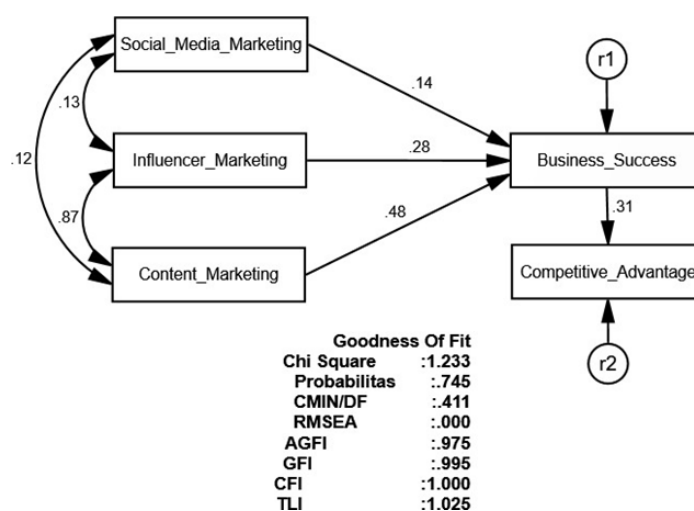 Social_Media_Marketing
r1
.14
.13
.12
Influencer_Marketing
.28
Business_Success
.87
.48
.31
Content_Marketing
Competitive_Advantage
r2
Goodness Of Fit
Chi Square :1.233
Probabilitas :.745
CMIN/DF :.411
RMSEA :.000
AGFI :.975
GFI :.995
CFI :1.000
TLI :1.025